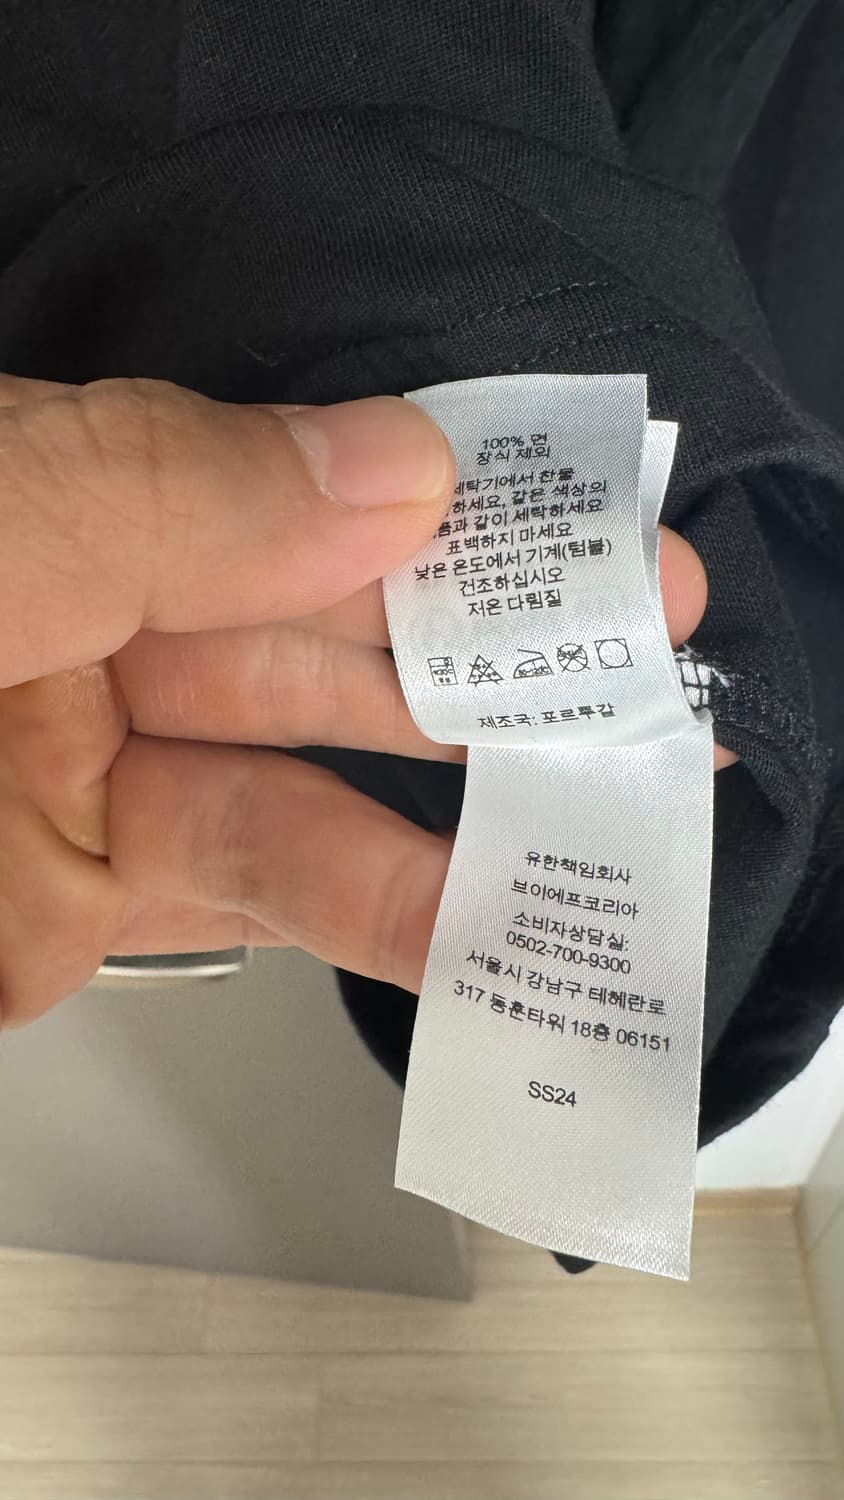 100% 면
장식 제외
세탁기에서 찬물
하세요, 같은 색상의
품과 같이 세탁하세요
표백하지 마세요
낮은 온도에서 기계(텀블)
건조하십시오
저온 다림질
제조국: 포르투갈
유한책임회사
브이에프코리아
소비자상담실:
0502-700-9300
서울시 강남구 테헤란로
317 동훈타워 18층 06151
SS24